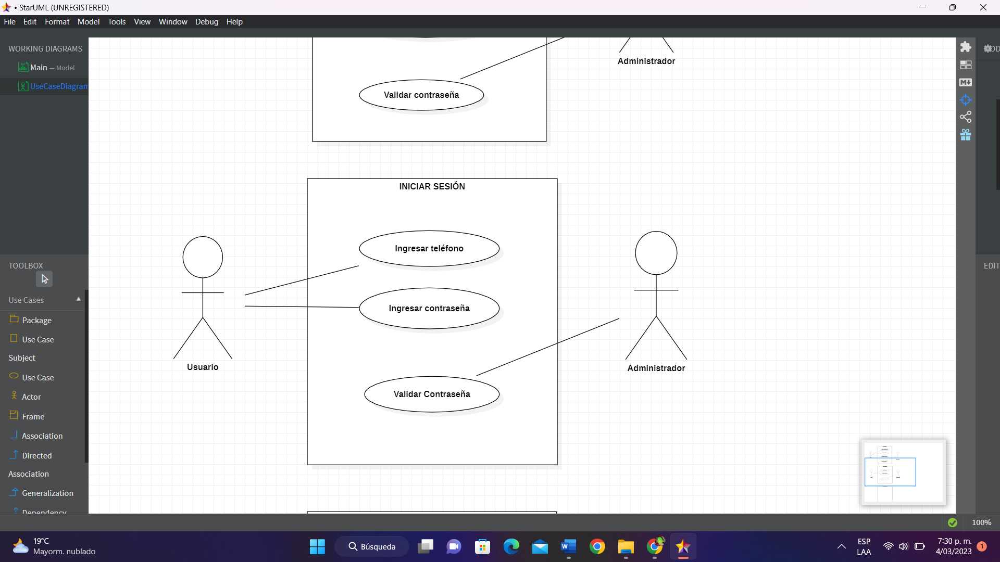 • StarUML (UNREGISTERED)
File Edit Format Model Tools View Window Debug Help
WORKING DIAGRAMS
Main — Model
UseCaseDiagram
TOOLBOX
Use Cases
Package
Use Case
Subject
Use Case
Actor
Frame
Association
Directed
Association
Generalization
Dependency
Administrador
Validar contraseña
INICIAR SESIÓN
Ingresar teléfono
Ingresar contraseña
Validar Contraseña
Usuario
Administrador
M
OD
EDIT
100%
19°C
Mayorm. nublado
Búsqueda
W
ESP
LAA
7:30 p. m.
4/03/2023
1